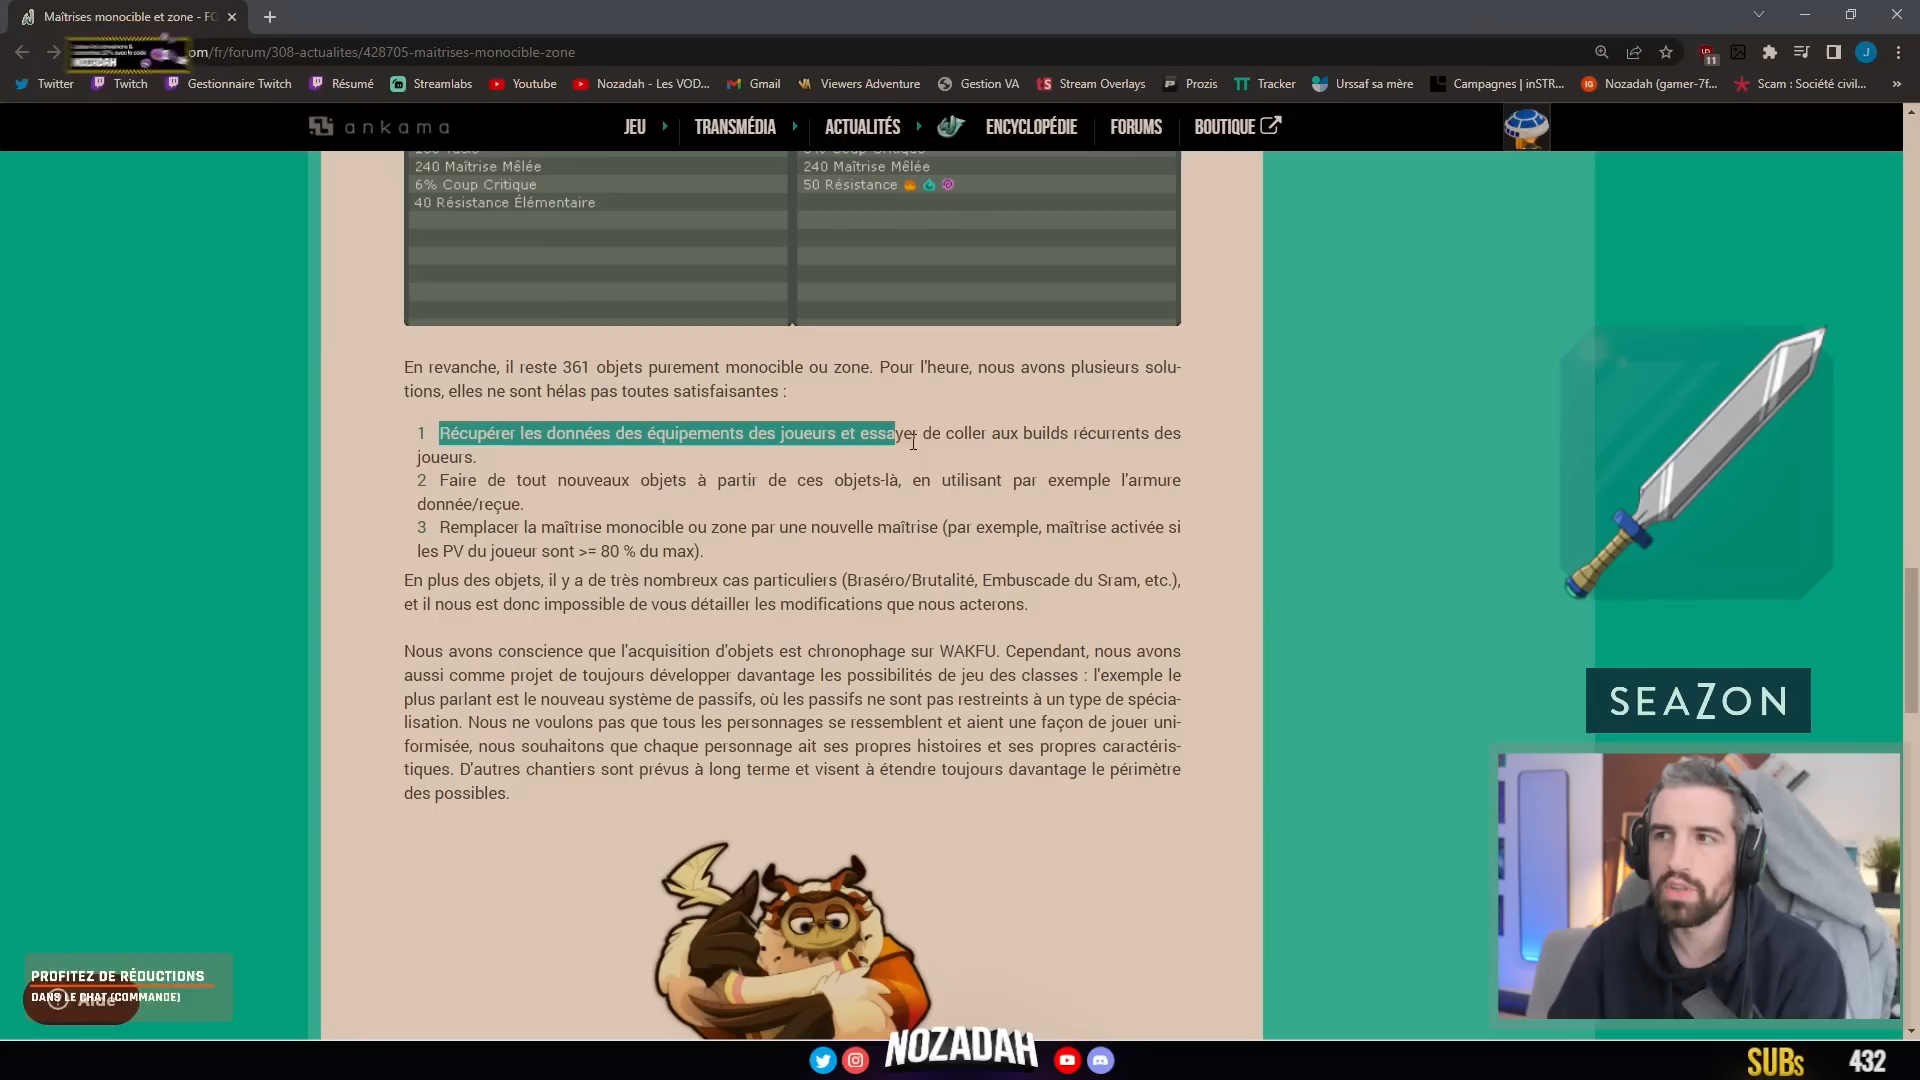 Maîtrises monocible et zone - FO
om/fr/forum/308-actualites/428705-maitrises-monocible-zone
NOZADAH
11
J
Twitter
Twitch
Gestionnaire Twitch
Résumé
Streamlabs
Youtube
Nozadah - Les VOD...
Gmail
Viewers Adventure
Gestion VA
Stream Overlays
Prozis
Tracker
Urssaf sa mère
Campagnes | inSTR...
Nozadah (gamer-7f...
Scam : Société civil...
ankama
JEU
TRANSMÉDIA
ACTUALITÉS
ENCYCLOPÉDIE
FORUMS
BOUTIQUE
240 Maîtrise Mêlée
6% Coup Critique
40 Résistance Élémentaire
240 Maîtrise Mêlée
50 Résistance
En revanche, il reste 361 objets purement monocible ou zone. Pour l'heure, nous avons plusieurs solu-
tions, elles ne sont hélas pas toutes satisfaisantes :
1 Récupérer les données des équipements des joueurs et essayer de coller aux builds récurrents des
joueurs.
2 Faire de tout nouveaux objets à partir de ces objets-là, en utilisant par exemple l'armure
donnée/reçue.
3 Remplacer la maîtrise monocible ou zone par une nouvelle maîtrise (par exemple, maîtrise activée si
les PV du joueur sont >= 80 % du max).
En plus des objets, il y a de très nombreux cas particuliers (Braséro/Brutalité, Embuscade du Sram, etc.),
et il nous est donc impossible de vous détailler les modifications que nous acterons.
Nous avons conscience que l'acquisition d'objets est chronophage sur WAKFU. Cependant, nous avons
aussi comme projet de toujours développer davantage les possibilités de jeu des classes : l'exemple le
plus parlant est le nouveau système de passifs, où les passifs ne sont pas restreints à un type de spécia-
lisation. Nous ne voulons pas que tous les personnages se ressemblent et aient une façon de jouer uni-
formisée, nous souhaitons que chaque personnage ait ses propres histoires et ses propres caractéris-
tiques. D'autres chantiers sont prévus à long terme et visent à étendre toujours davantage le périmètre
des possibles.
SEAZON
PROFITEZ DE RÉDUCTIONS
DANS LE CHAT (COMMANDE)
Aide
NOZADAH
SUBs
432